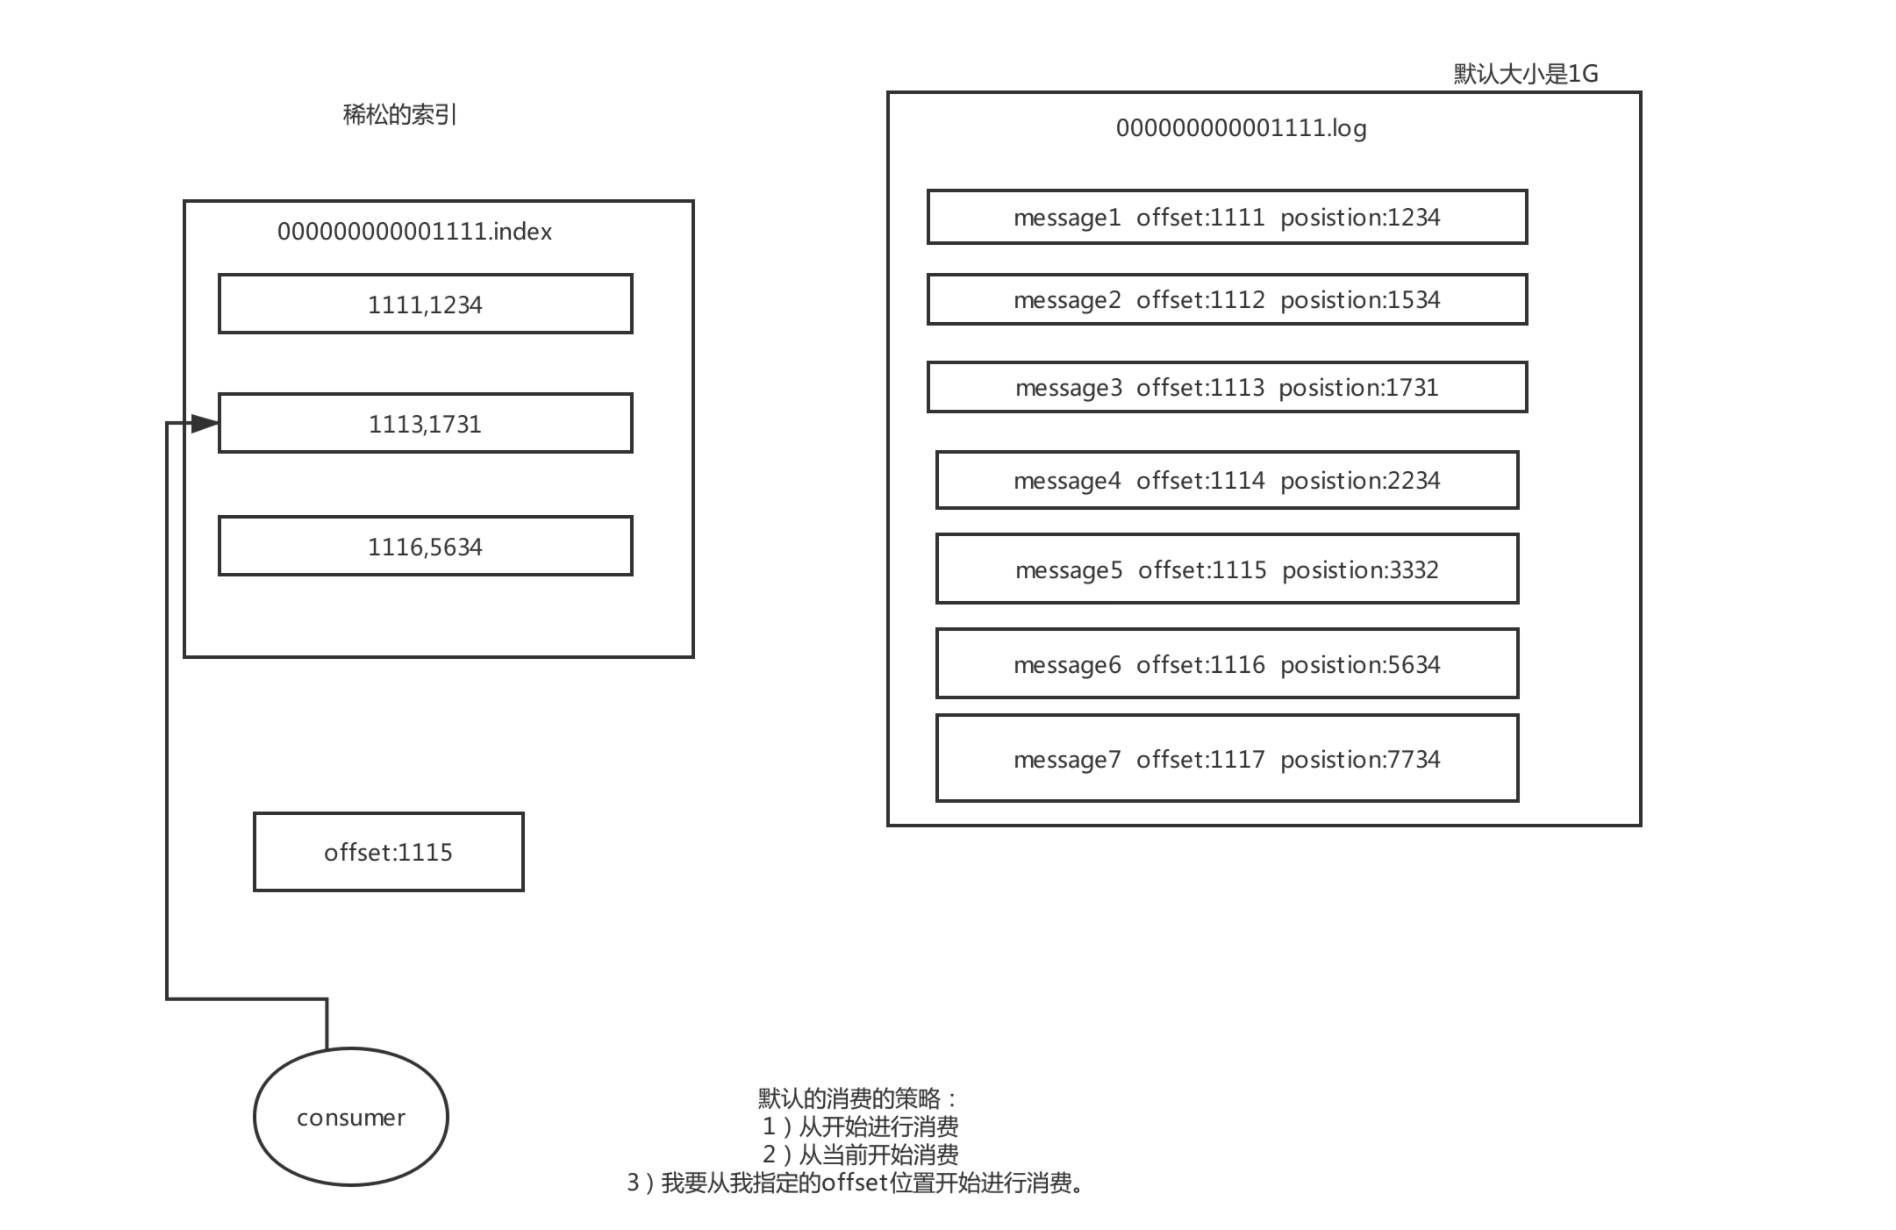 默认大小是1G
稀松的索引
000000000001111.index
1111,1234
1113,1731
1116,5634
000000000001111.log
message1 offset:1111 posistion:1234
message2 offset:1112 posistion:1534
message3 offset:1113 posistion:1731
message4 offset:1114 posistion:2234
message5 offset:1115 posistion:3332
message6 offset:1116 posistion:5634
message7 offset:1117 posistion:7734
offset:1115
consumer
默认的消费的策略：
1）从开始进行消费
2）从当前开始消费
3）我要从我指定的offset位置开始进行消费。